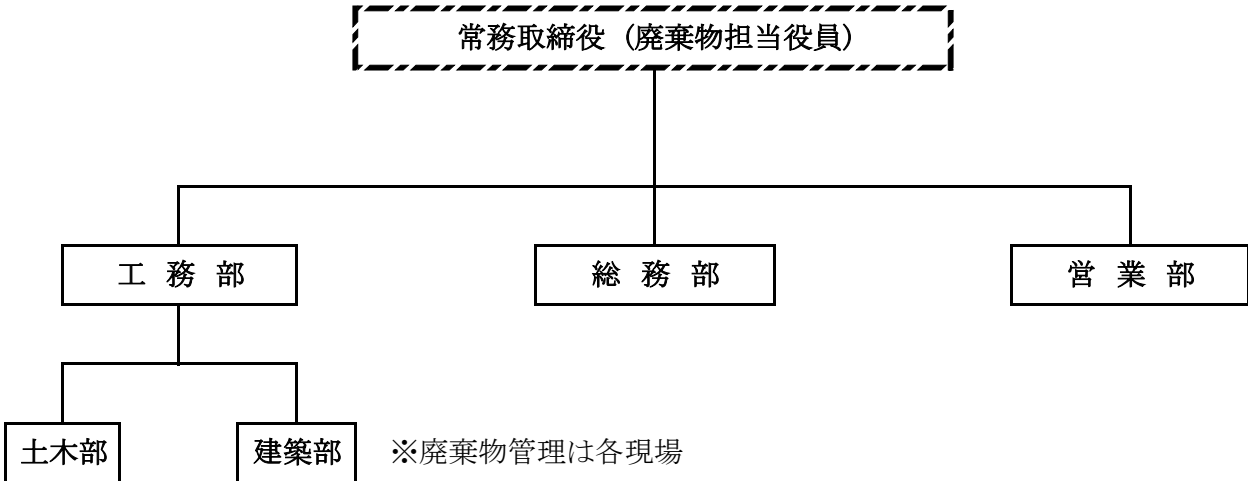 常務取締役（廃棄物担当役員）
工 務 部
総 務 部
営 業 部
土木部
建築部
※廃棄物管理は各現場